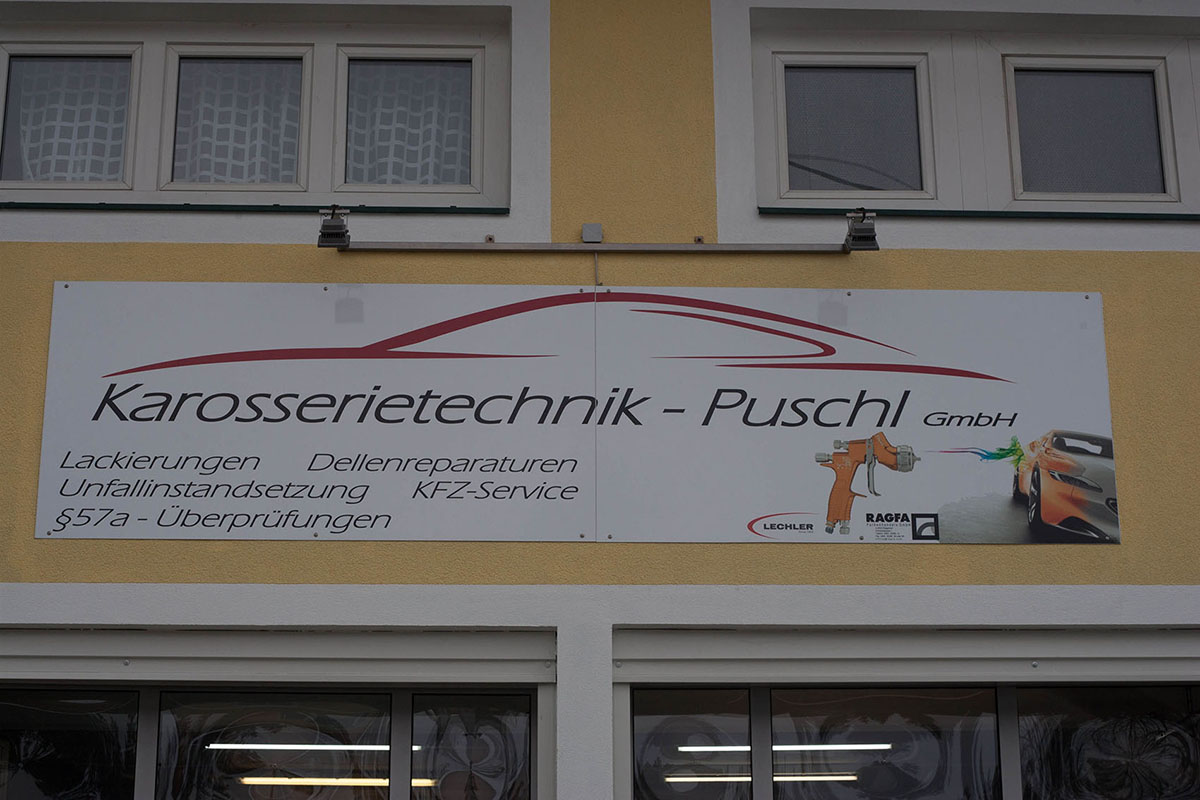 Karosserietechnik - Puschl GmbH
Lackierungen Dellenreparaturen
Unfallinstandsetzung KFZ-Service
§57a - Überprüfungen
LECHLER
RAGFA